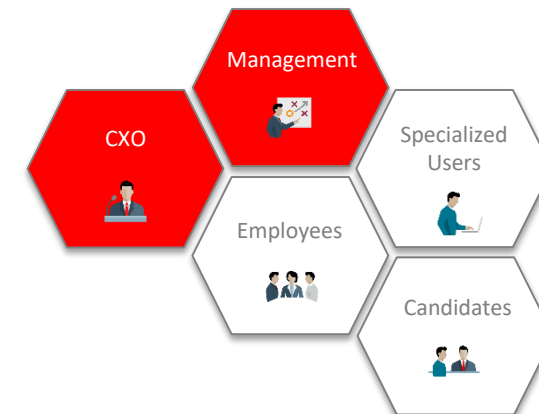 Management
CXO
Specialized
Users
Employees
Candidates